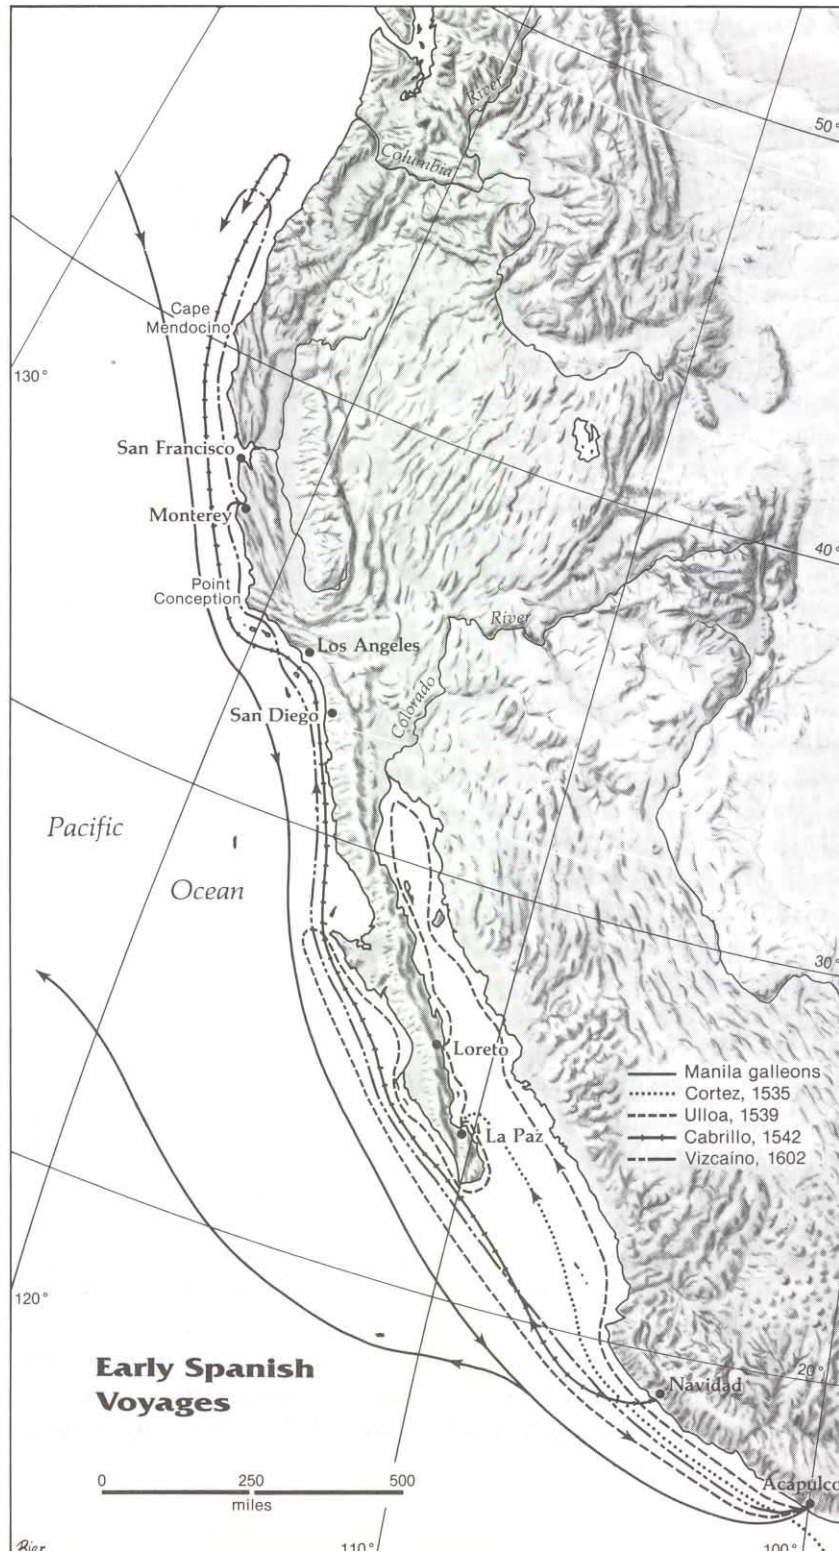 50°
River
Columbia
Cape
Mendocino
130°
San Francisco
Monterey
40°
Point
Conception
River
Los Angeles
Colorado
San Diego
Pacific
Ocean
30°
Loreto
La Paz
Manila galleons
Cortez, 1535
Ulloa, 1539
Cabrillo, 1542
Vizcaíno, 1602
120°
Early Spanish
Voyages
20°
Navidad
0 250 500
miles
Acapulco
Bier
110°
100°